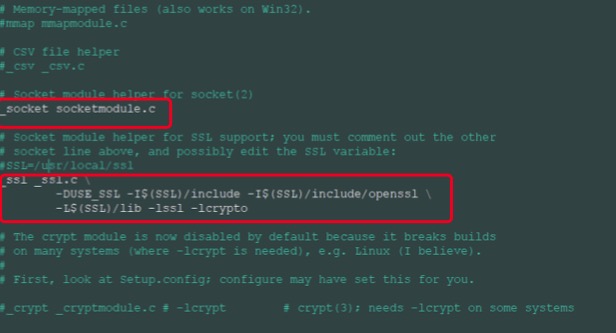 # Memory-mapped files (also works on Win32).
#mmap mmapmodule.c
# CSV file helper
#_csv _csv.c
# Socket module helper for socket(2)
_socket socketmodule.c
# Socket module helper for SSL support; you must comment out the other
# socket line above, and possibly edit the SSL variable:
#SSL=/usr/local/ssl
_ssl _ssl.c \
-DUSE_SSL -I$(SSL)/include -I$(SSL)/include/openssl \
-L$(SSL)/lib -lssl -lcrypto
# The crypt module is now disabled by default because it breaks builds
# on many systems (where -lcrypt is needed), e.g. Linux (I believe).
#
# First, look at Setup.config; configure may have set this for you.
#_crypt _cryptmodule.c # -lcrypt # crypt(3); needs -lcrypt on some systems